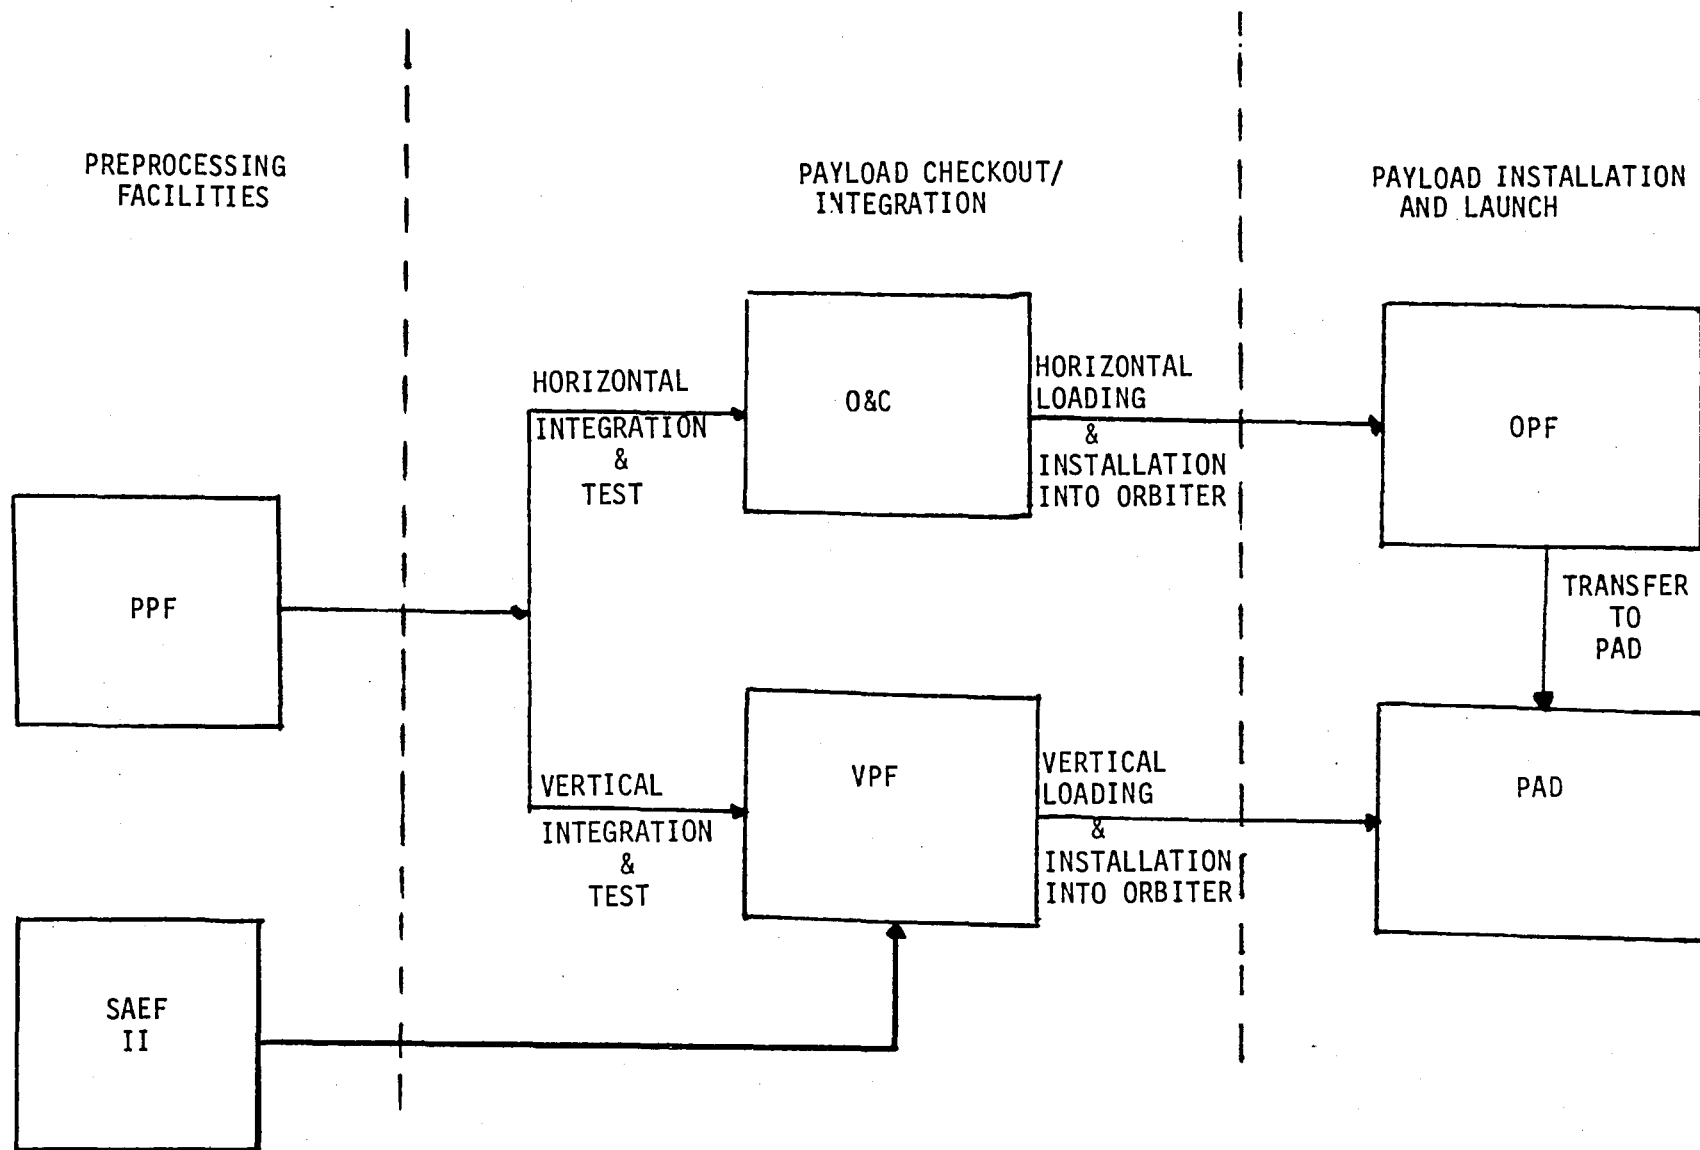 PREPROCESSING
FACILITIES
PAYLOAD CHECKOUT/
INTEGRATION
PAYLOAD INSTALLATION
AND LAUNCH
PPF
SAEF
II
HORIZONTAL
INTEGRATION
&
TEST
VERTICAL
INTEGRATION
&
TEST
O&C
VPF
HORIZONTAL
LOADING
&
INSTALLATION
INTO ORBITER
VERTICAL
LOADING
&
INSTALLATION
INTO ORBITER
OPF
TRANSFER
TO
PAD
PAD